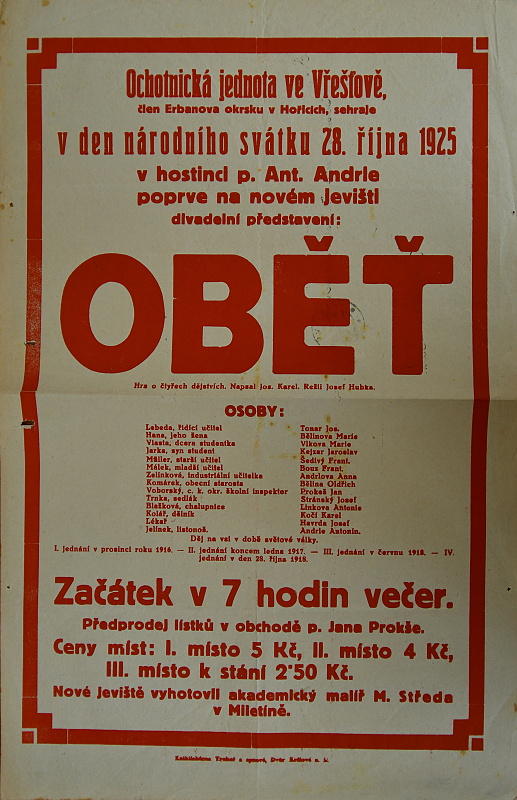 Ochotnická jednota ve Vřešťově,
člen Erbanova okrsku v Hořicích, sehraje
v den národního svátku 28. října 1925
v hostinci p. Ant. Andrle
poprve na novém jevišti
divadelní představení:
OBĚŤ
Hra o čtyřech dějstvích. Napsal Jos. Karel. Režii Josef Hubka.
OSOBY:
Lebeda, řídící učitel Tomar Jos.
Hana, jeho žena Bělinova Marie
Vlasta, dcera studentka Vlkova Marie
Jarka, syn student Kejzar Jaroslav
Müller, starší učitel Šedivý Frant.
Málek, mladší učitel Bouz Frant.
Zelinková, industriální učitelka Andrlova Anna
Komárek, obecní starosta Bělina Oldřich
Voborský, c. k. okr. školní inspektor Prokeš Jan
Trnka, sedlák Stránský Josef
Blažková, chalupnice Linkova Antonie
Kolář, dělník Kočí Karel
Lékař Havrda Josef
Jelínek, listonoš. Andrle Antonín.
Děj na vsi v době světové války.
I. jednání v prosinci roku 1916. — II. jednání koncem ledna 1917. — III. jednání v červnu 1918. — IV.
jednání v den 28. října 1918.
Začátek v 7 hodin večer.
Předprodej lístků v obchodě p. Jana Prokše.
Ceny míst: I. místo 5 Kč, II. místo 4 Kč,
III. místo k stání 2·50 Kč.
Nové jeviště vyhotovil akademický malíř M. Středa
v Miletíně.
Knihtiskárna a synové, Dvůr Králové n. L.